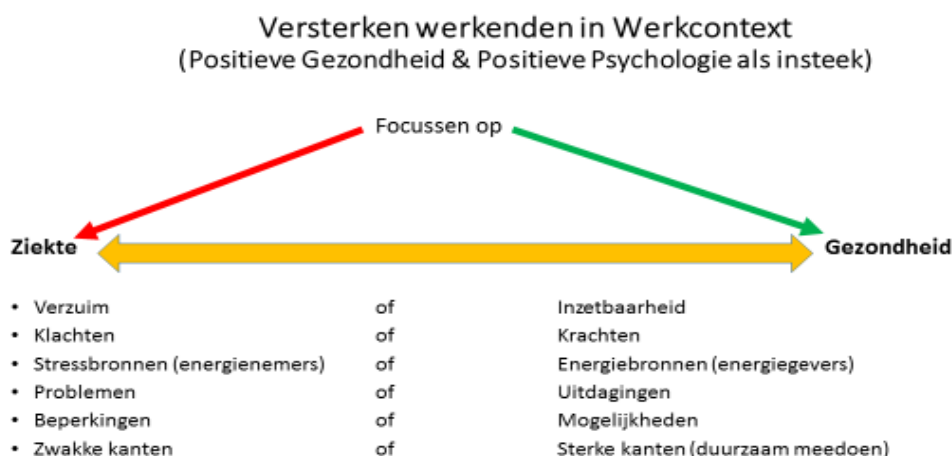 Versterken werkenden in Werkcontext
(Positieve Gezondheid & Positieve Psychologie als insteek)
Focussen op
Ziekte Gezondheid
• Verzuim of Inzetbaarheid
• Klachten of Krachten
• Stressbronnen (energienemers) of Energiebronnen (energiegevers)
• Problemen of Uitdagingen
• Beperkingen of Mogelijkheden
• Zwakke kanten of Sterke kanten (duurzaam meedoen)